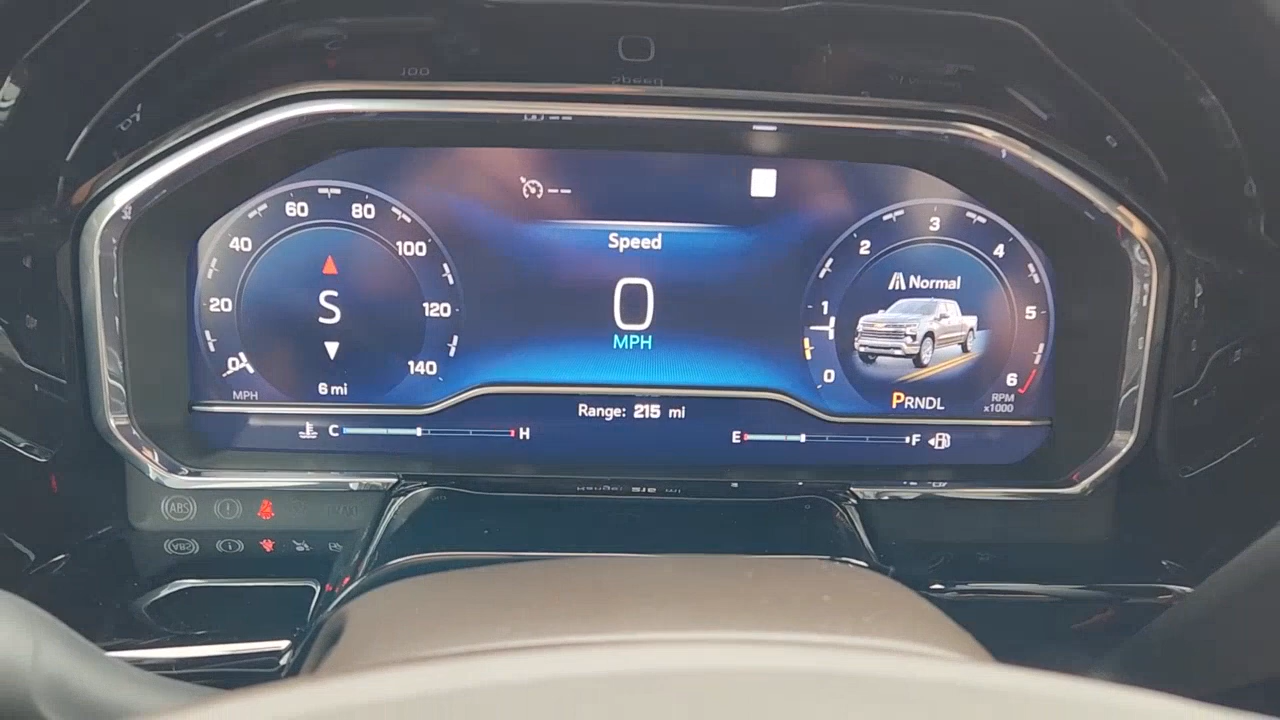 Speed
60 80
40 100
20 120
0 140
MPH
S
6 mi
Speed
0
MPH
Range: 215 mi
3
2 4
1 5
0 6
Normal
PRNDL
RPM
x1000
C H
E F
ABS